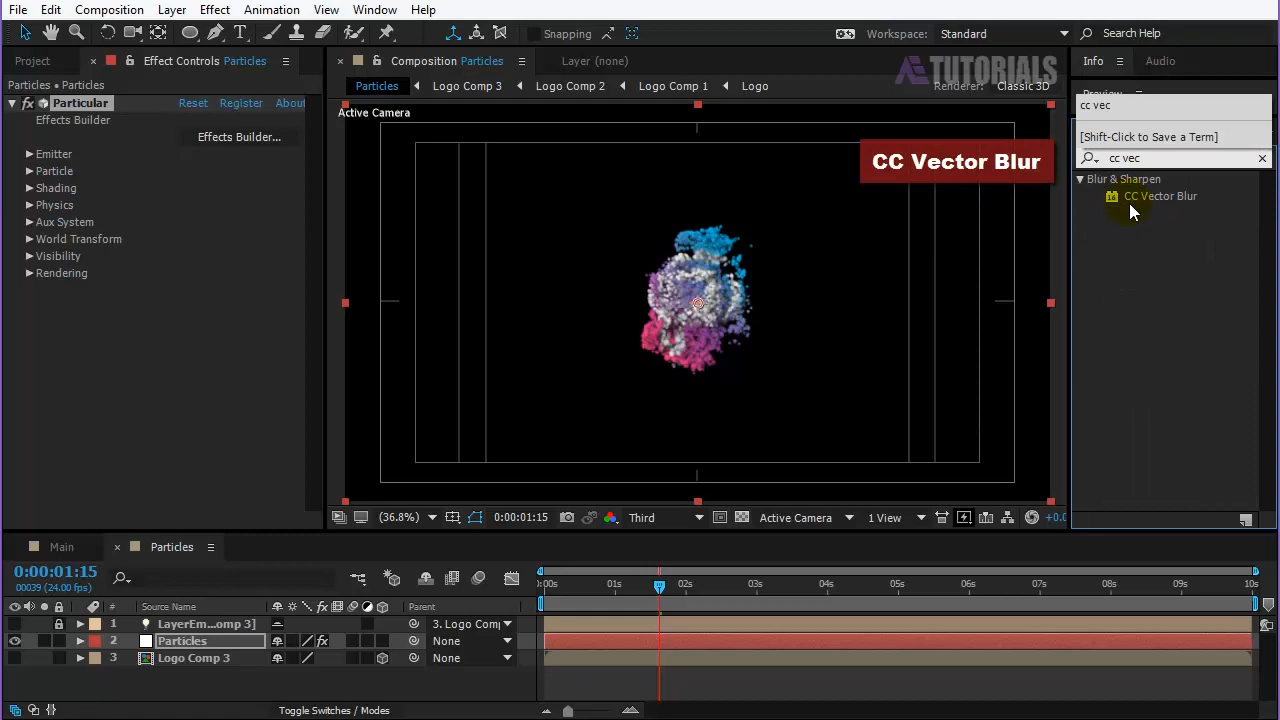 File Edit Composition Layer Effect Animation View Window Help
Snapping Workspace: Standard Search Help
Project Effect Controls Particles Composition Particles Layer (none) Info Audio
Particles • Particles Particles Logo Comp 3 Logo Comp 2 Logo Comp 1 Logo Renderer: Classic 3D
AE TUTORIALS
Preview
Particular Reset Register About
Active Camera
cc vec
Effects Builder
Effects Builder...
[Shift-Click to Save a Term]
CC Vector Blur
cc vec
Emitter
Particle
Shading
Physics
Aux System
World Transform
Visibility
Rendering
Blur & Sharpen
CC Vector Blur
(36.8%) 0:00:01:15 Third Active Camera 1 View +0.0
Main Particles
0:00:01:15
00039 (24.00 fps)
:00s 01s 02s 03s 04s 05s 06s 07s 08s 09s 10s
# Source Name Parent
1 LayerEm...omp 3] 3. Logo Comp
2 Particles None
3 Logo Comp 3 None
Toggle Switches / Modes